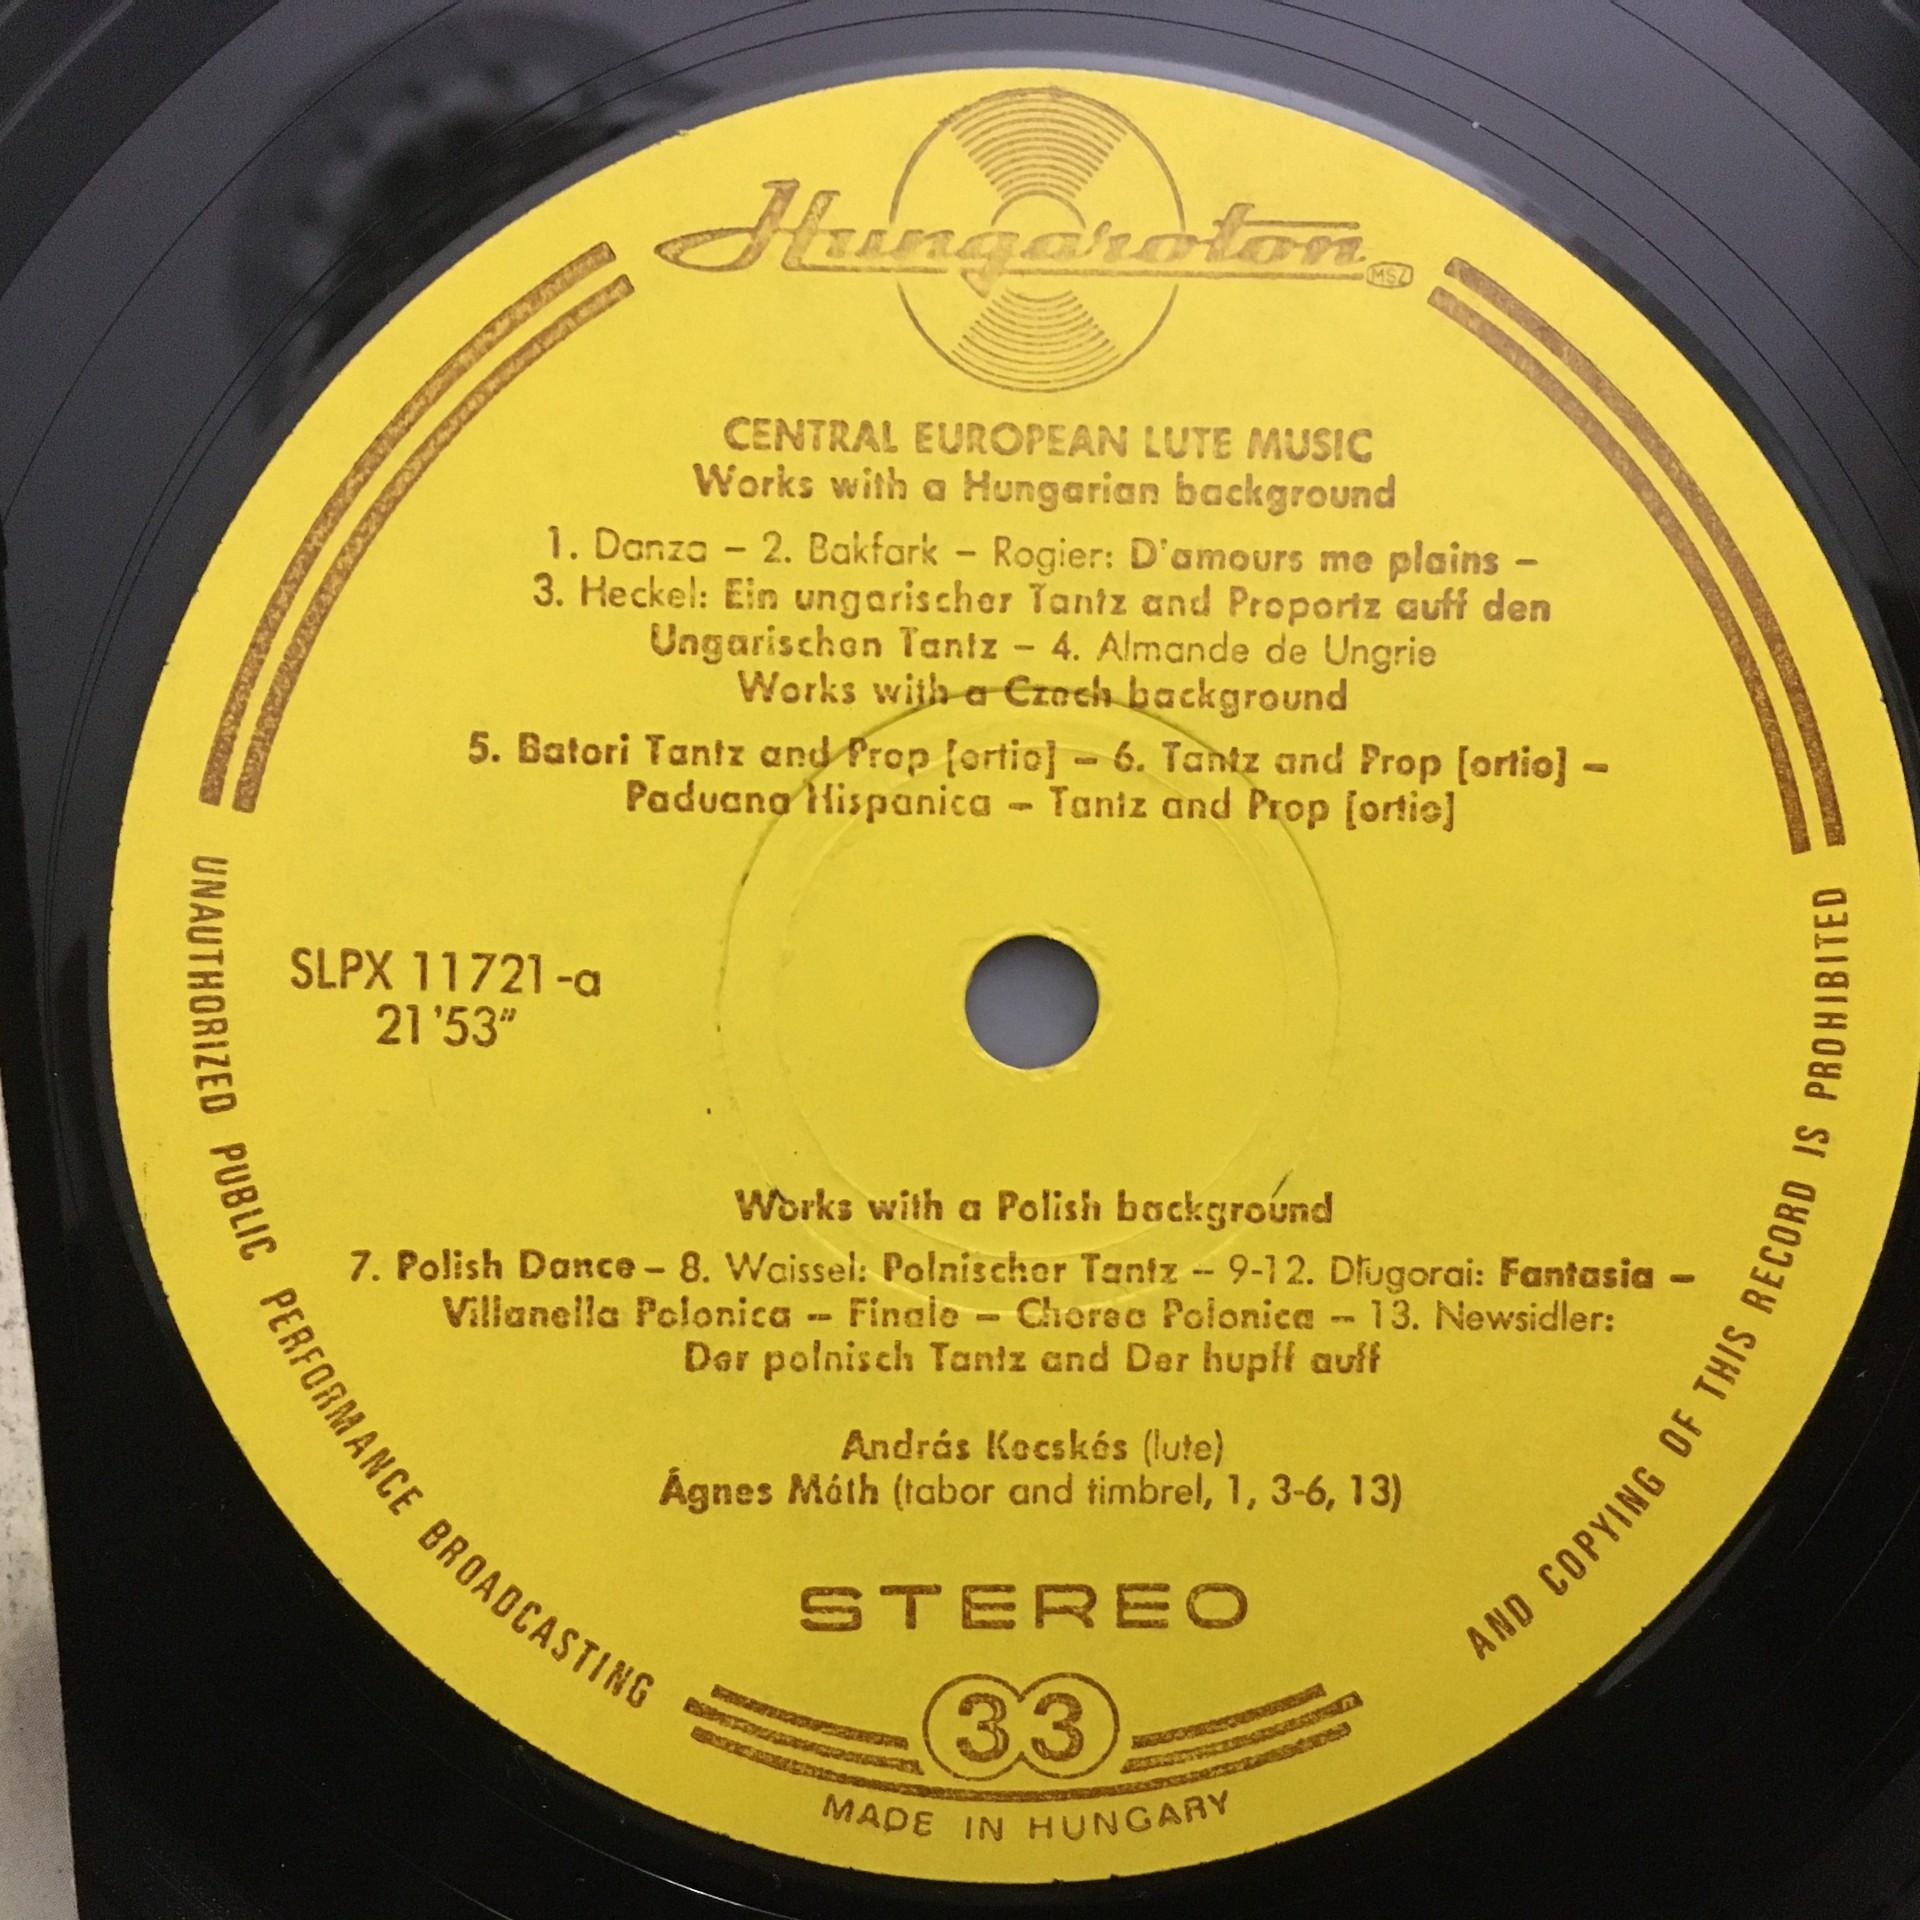 Hungaroton
MSZ
CENTRAL EUROPEAN LUTE MUSIC
Works with a Hungarian background
1. Danza – 2. Bakfark – Rogier: D'amours me plains –
3. Heckel: Ein ungarischer Tantz and Proportz auff den
Ungarischen Tantz – 4. Almande de Ungrie
Works with a Czech background
5. Batori Tantz and Prop [ortio] – 6. Tantz and Prop [ortio] –
Paduana Hispanica – Tantz and Prop [ortio]
SLPX 11721-a
21'53"
Works with a Polish background
7. Polish Dance – 8. Waissel: Polnischer Tantz – 9-12. Długorai: Fantasia –
Villanella Polonica – Finale – Chorea Polonica – 13. Newsidler:
Der polnisch Tantz and Der hupff auff
András Kecskés (lute)
Ágnes Máth (tabor and timbrel, 1, 3-6, 13)
STEREO
33
MADE IN HUNGARY
UNAUTHORIZED PUBLIC PERFORMANCE BROADCASTING
AND COPYING OF THIS RECORD IS PROHIBITED